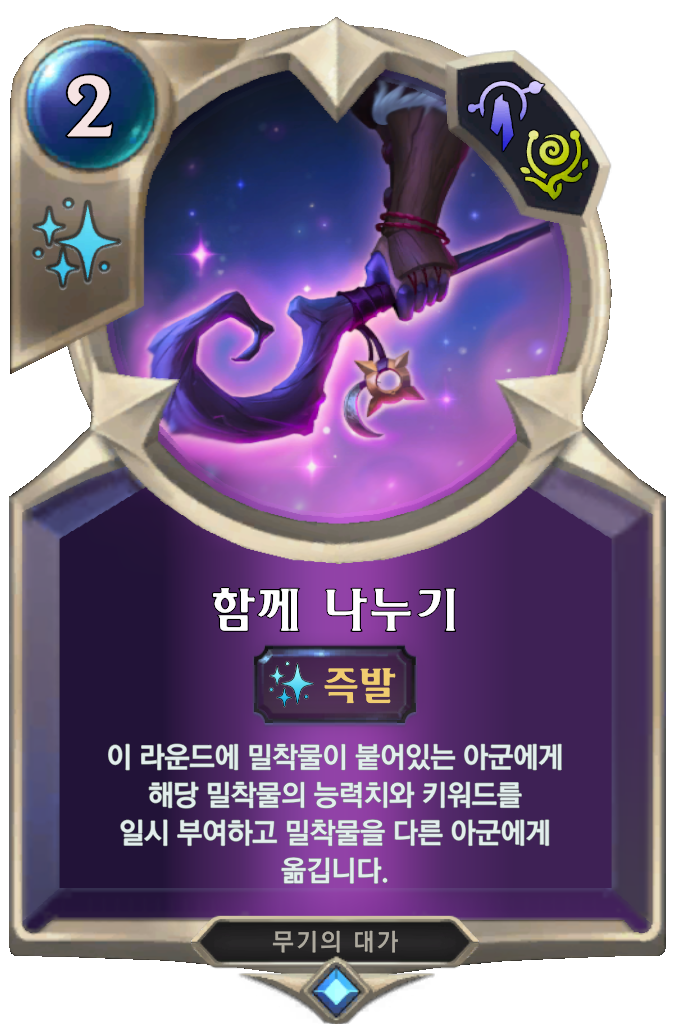 2
함께 나누기
즉발
이 라운드에 밀착물이 붙어있는 아군에게
해당 밀착물의 능력치와 키워드를
일시 부여하고 밀착물을 다른 아군에게
옮깁니다.
무기의 대가